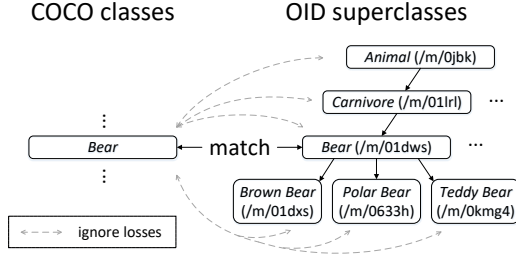 COCO classes
OID superclasses
Animal (/m/0jbk)
Carnivore (/m/01lrl)
...
...
Bear
match
Bear (/m/01dws)
...
...
Brown Bear
(/m/01dxs)
Polar Bear
(/m/0633h)
Teddy Bear
(/m/0kmg4)
ignore losses